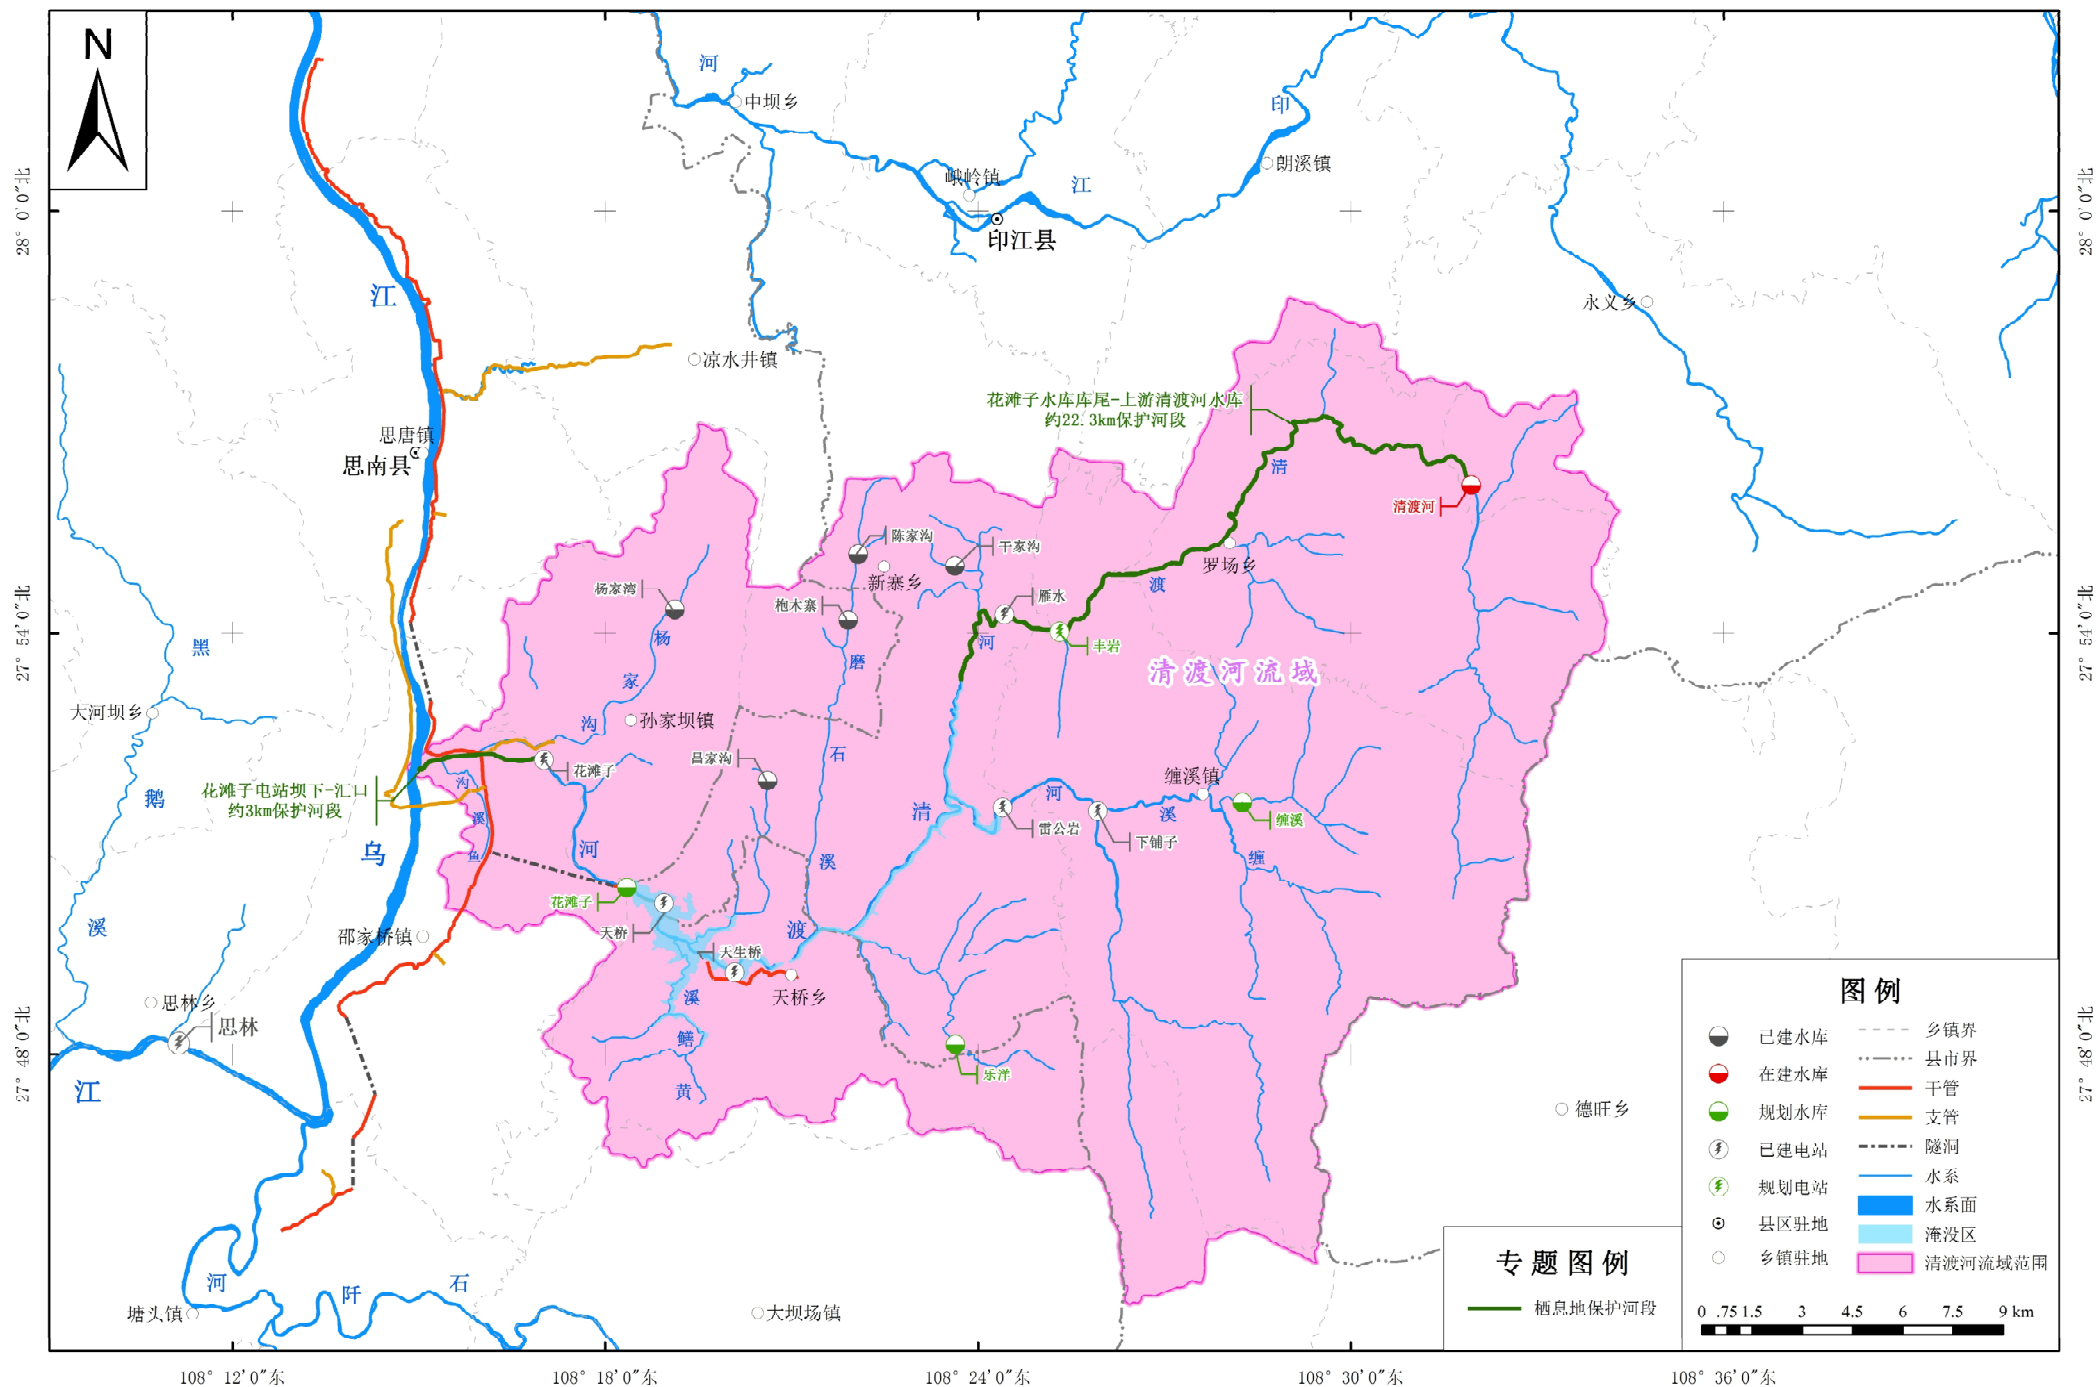 N
河
中坝乡
印
朗溪镇
峨岭镇
江
印江县
28° 0′0″北
28° 0′0″北
江
永义乡
凉水井镇
花滩子水库库尾-上游清渡河水库
约22.3km保护河段
思唐镇
思南县
清
清渡河
陈家沟
干家沟
新寨乡
罗场乡
杨家湾
枹木寨
雁水
渡
27° 54′0″北
27° 54′0″北
黑
杨
河
丰岩
磨
清渡河流域
家
大河坝乡
沟
孙家坝镇
石
昌家沟
花滩子
沟
缠溪镇
花滩子电站坝下-汇口
约3km保护河段
鹅
河
清
溪
溪
缠溪
雷公岩
下铺子
乌
鱼
河
溪
缠
花滩子
溪
邵家桥镇
天桥
渡
天生桥
溪
天桥乡
思林乡
思林
鳝
27° 48′0″北
27° 48′0″北
江
乐洋
黄
德旺乡
河
阡
石
塘头镇
大坝场镇
图例
已建水库
在建水库
规划水库
已建电站
规划电站
县区驻地
乡镇驻地
乡镇界
县市界
干管
支管
隧洞
水系
水系面
淹没区
清渡河流域范围
专题图例
栖息地保护河段
0 .75 1.5 3 4.5 6 7.5 9 km
108° 12′0″东
108° 18′0″东
108° 24′0″东
108° 30′0″东
108° 36′0″东